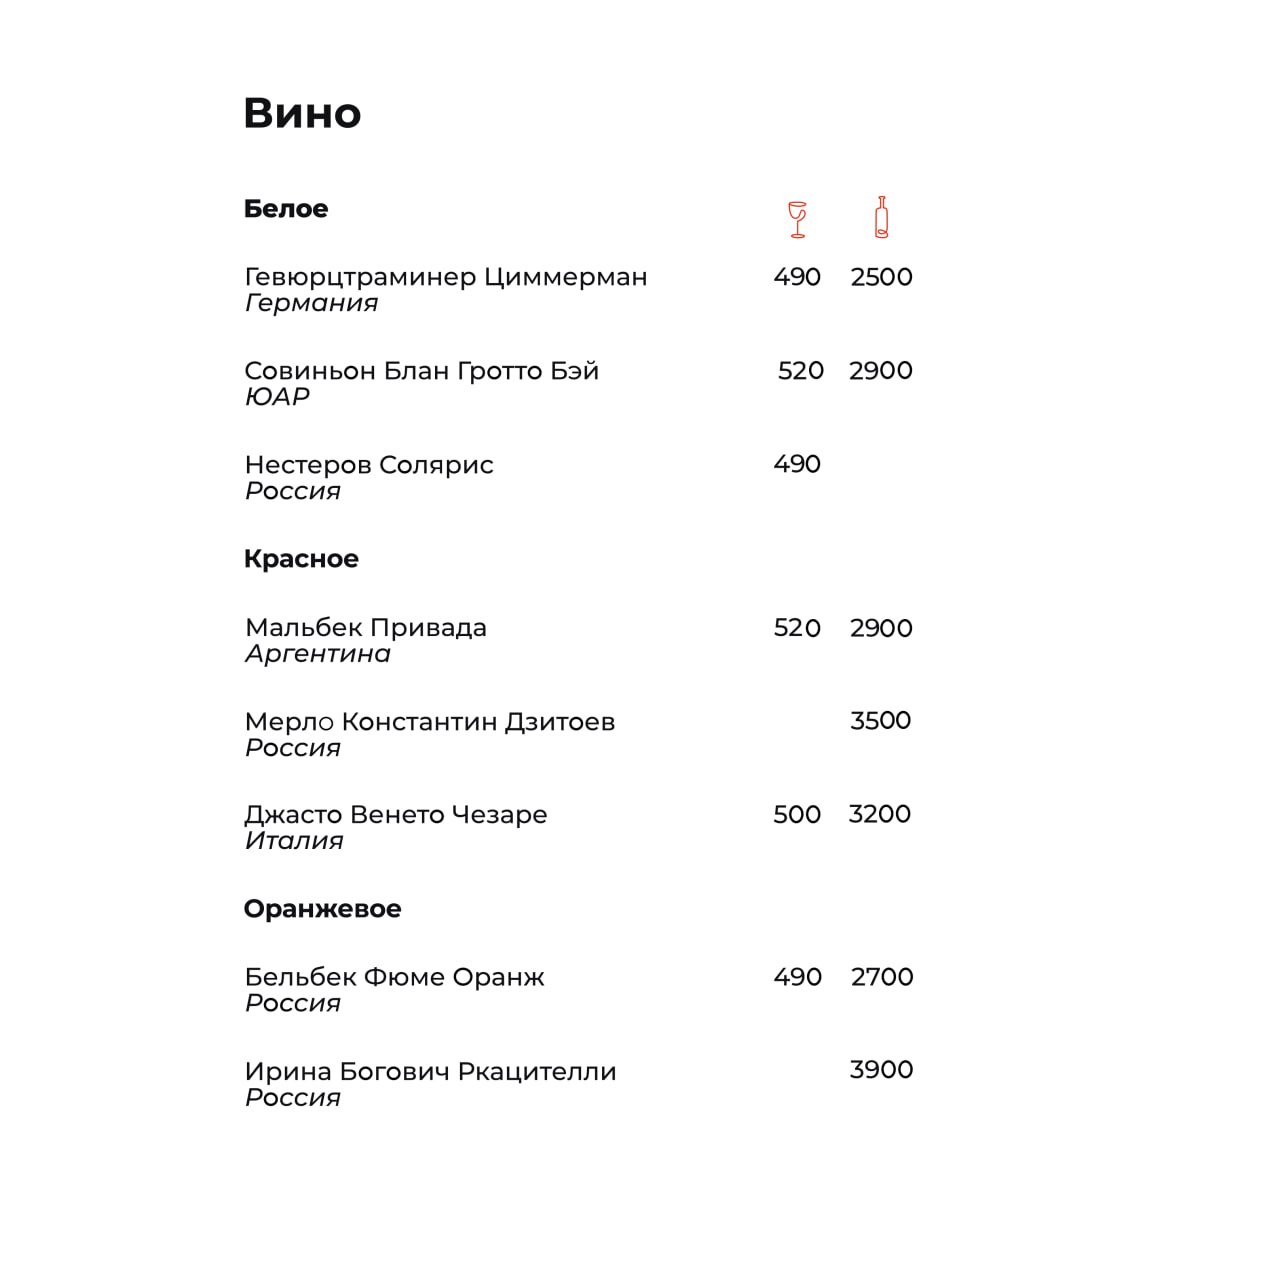 Вино
Белое
Гевюрцтраминер Циммерман 490 2500
Германия
Совиньон Блан Гротто Бэй 520 2900
ЮАР
Нестеров Солярис 490
Россия
Красное
Мальбек Привада 520 2900
Аргентина
Мерло Константин Дзитоев 3500
Россия
Джасто Венето Чезаре 500 3200
Италия
Оранжевое
Бельбек Фюме Оранж 490 2700
Россия
Ирина Богович Ркацителли 3900
Россия